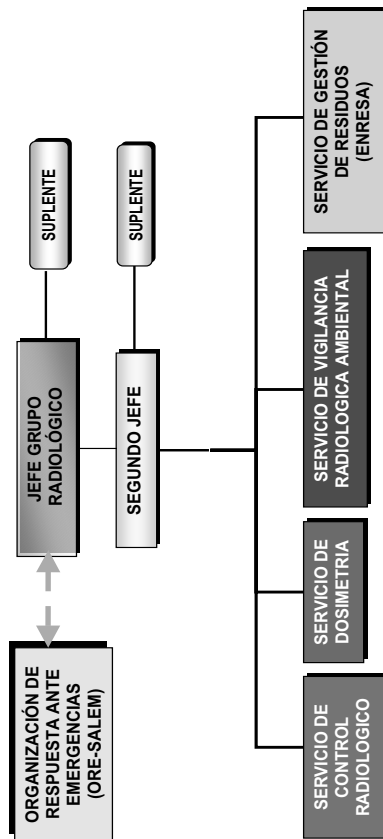 ORGANIZACIÓN DE
RESPUESTA ANTE
EMERGENCIAS
(ORE-SALEM)
JEFE GRUPO
RADIOLÓGICO
SUPLENTE
SEGUNDO JEFE
SUPLENTE
SERVICIO DE
CONTROL
RADIOLOGICO
SERVICIO DE
DOSIMETRIA
SERVICIO DE VIGILANCIA
RADIOLOGICA AMBIENTAL
SERVICIO DE GESTIÓN
DE RESIDUOS
(ENRESA)